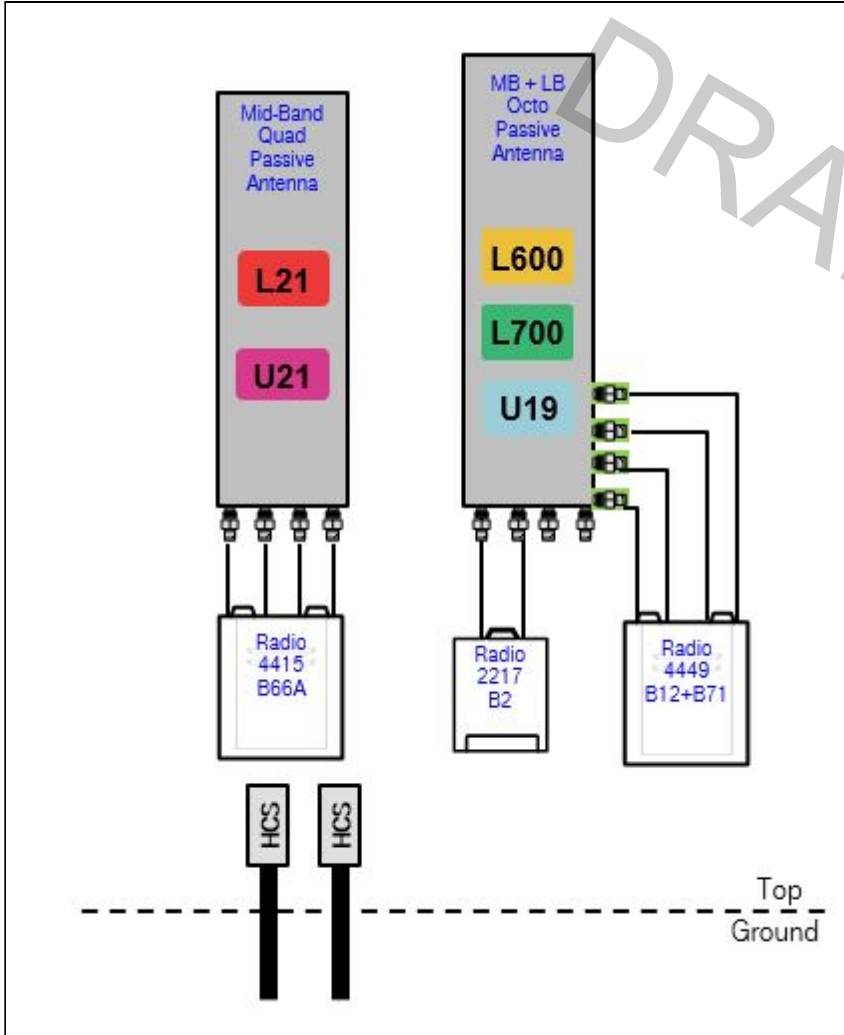 Mid-Band
Quad
Passive
Antenna
L21
U21
MB + LB
Octo
Passive
Antenna
L600
L700
U19
Radio
4415
B66A
Radio
2217
B2
Radio
4449
B12+B71
HCS
HCS
Top
Ground